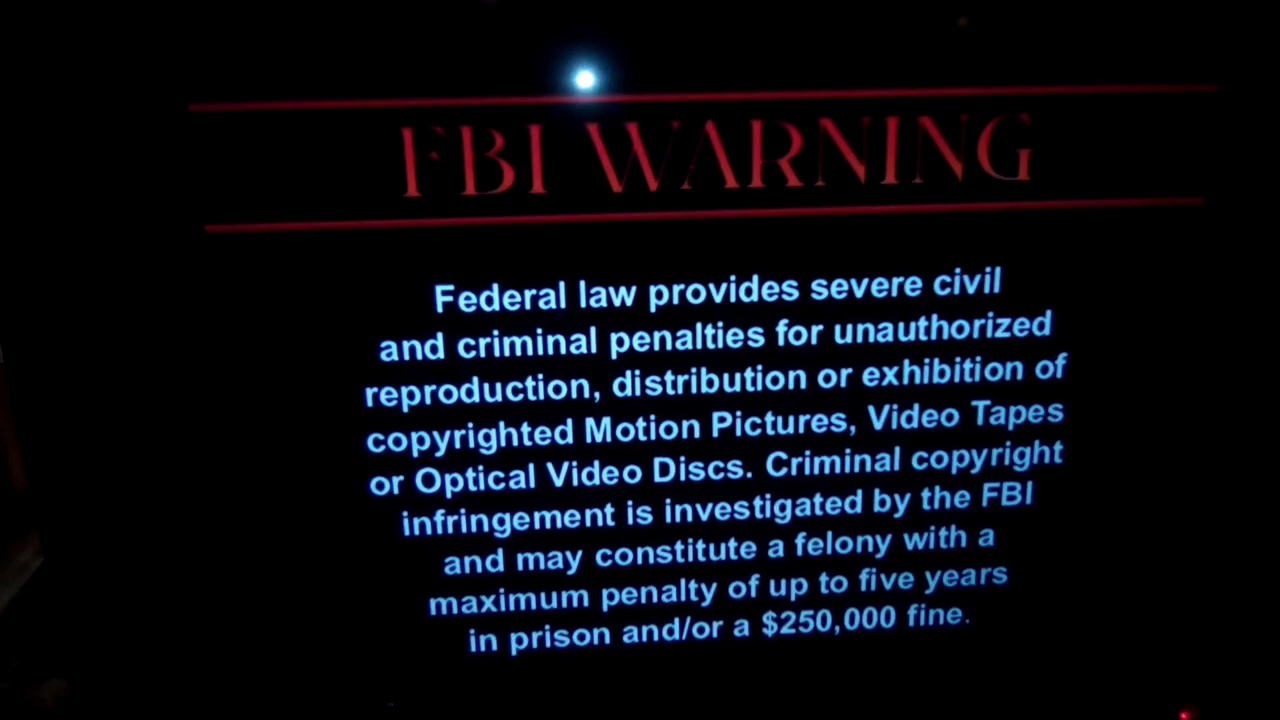 FBI WARNING
Federal law provides severe civil
and criminal penalties for unauthorized
reproduction, distribution or exhibition of
copyrighted Motion Pictures, Video Tapes
or Optical Video Discs. Criminal copyright
infringement is investigated by the FBI
and may constitute a felony with a
maximum penalty of up to five years
in prison and/or a $250,000 fine.